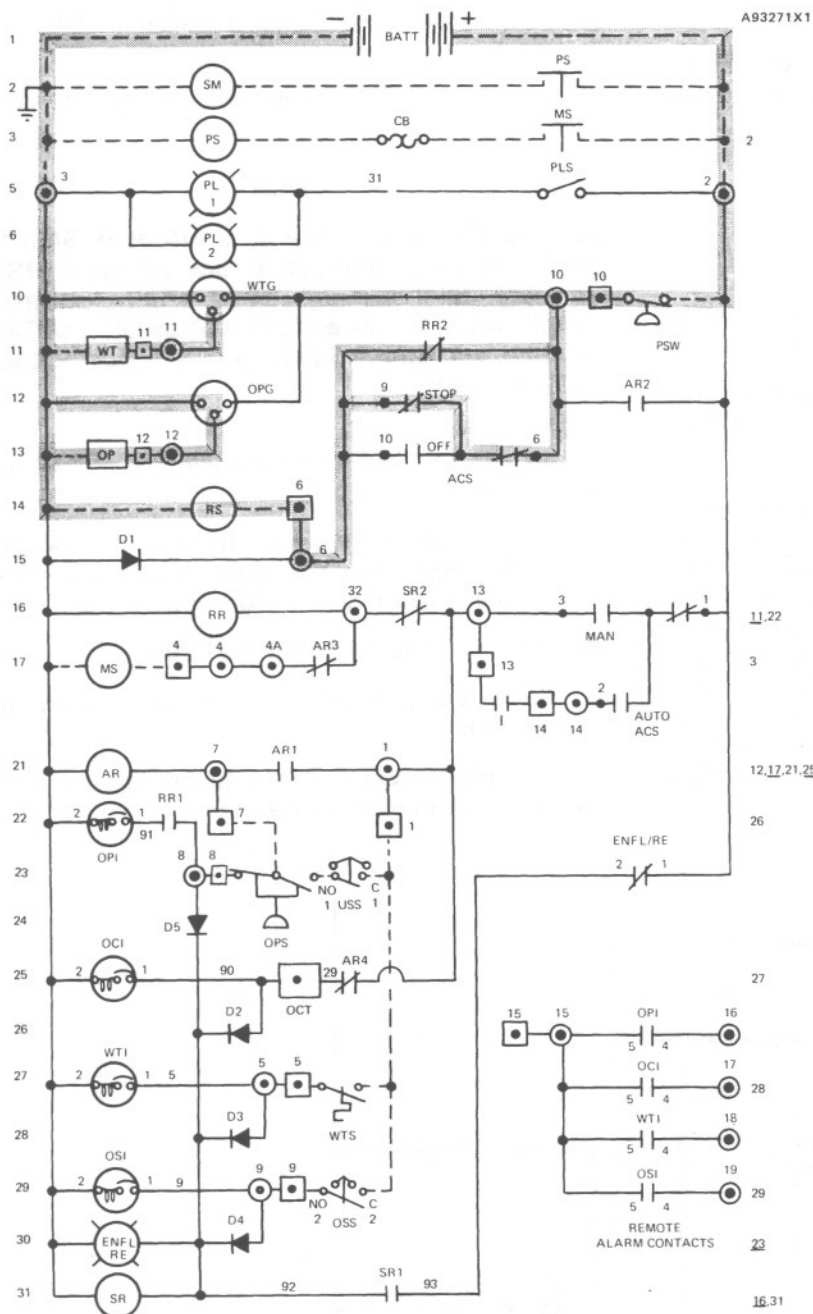 A93271X1
1 − BATT +
2 SM PS
3 PS CB MS 2
5 3 PL 1 31 PLS 2
6 PL 2
10 WTG 10 10 PSW
11 WT 11 11 RR2
12 OPG 9 STOP AR2
13 OP 12 12 10 OFF ACS 6
14 RS 6
15 D1 6
16 RR 32 SR2 13 3 MAN 1 11,22
17 MS 4 4 4A AR3 13 3
14 14 2 AUTO ACS
21 AR 7 AR1 1 12,17,21,25
22 2 OPI 1 91 RR1 7 1 26
ENFL/RE 2 1
23 8 8 NO 1 USS C 1
24 D5 OPS
25 OCI 2 1 90 OCT 29 AR4 27
26 D2 15 15 OPI 5 4 16
27 WTI 2 1 5 5 5 WTS OCI 5 4 17 28
28 D3 WTI 5 4 18
29 OSI 2 1 9 9 9 NO 2 OSS C 2 OSI 5 4 19 29
30 ENFL RE D4 REMOTE ALARM CONTACTS 23
31 SR 92 SR1 93 16,31